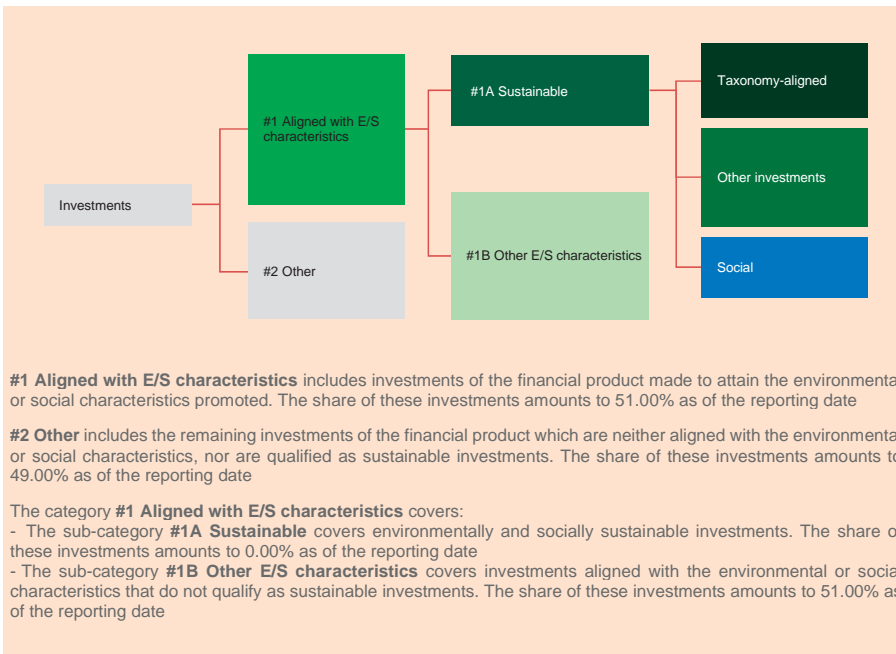 Taxonomy-aligned
#1A Sustainable
#1 Aligned with E/S
characteristics
Other investments
Investments
#1B Other E/S characteristics
#2 Other
Social
#1 Aligned with E/S characteristics includes investments of the financial product made to attain the environmenta
or social characteristics promoted. The share of these investments amounts to 51.00% as of the reporting date
#2 Other includes the remaining investments of the financial product which are neither aligned with the environmenta
or social characteristics, nor are qualified as sustainable investments. The share of these investments amounts to
49.00% as of the reporting date
The category #1 Aligned with E/S characteristics covers:
- The sub-category #1A Sustainable covers environmentally and socially sustainable investments. The share o
these investments amounts to 0.00% as of the reporting date
- The sub-category #1B Other E/S characteristics covers investments aligned with the environmental or socia
characteristics that do not qualify as sustainable investments. The share of these investments amounts to 51.00% as
of the reporting date